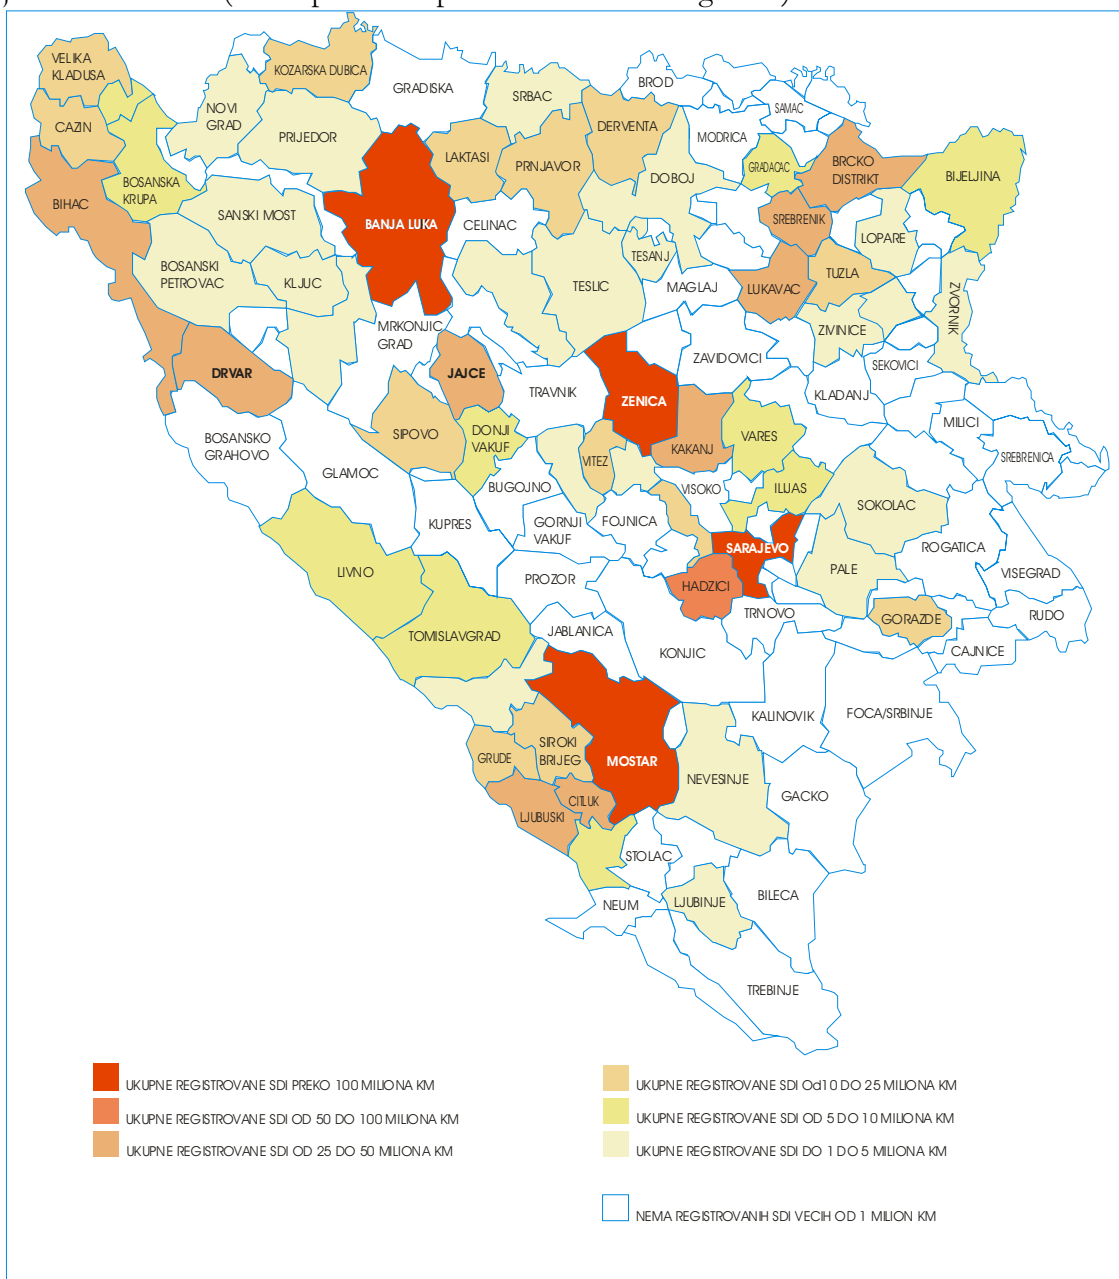 VELIKA
KLADUSA
KOZARSKA DUBICA
GRADISKA
BROD
SRBAC
SAMAC
NOVI
GRAD
CAZIN
PRIJEDOR
DERVENTA
MODRICA
LAKTASI
PRNJAVOR
GRADACAC
BRCKO
DISTRIKT
BIJELJINA
BOSANSKA
KRUPA
DOBOJ
BIHAC
SANSKI MOST
BANJA LUKA
CELINAC
SREBRENIK
LOPARE
BOSANSKI
PETROVAC
KLJUC
TESLIC
TESANJ
MAGLAJ
LUKAVAC
TUZLA
ZVORNIK
MRKONJIC
GRAD
ZIVINICE
ZAVIDOVICI
SEKOVICI
DRVAR
JAJCE
TRAVNIK
ZENICA
KLADANJ
MILICI
SIPOVO
DONJI
VAKUF
VARES
BOSANSKO
GRAHOVO
VITEZ
KAKANJ
SREBRENICA
GLAMOC
BUGOJNO
VISOKO
ILIJAS
SOKOLAC
KUPRES
GORNJI
VAKUF
FOJNICA
SARAJEVO
ROGATICA
LIVNO
PROZOR
HADZICI
PALE
VISEGRAD
TRNOVO
GORAZDE
RUDO
TOMISLAVGRAD
JABLANICA
KONJIC
CAJNICE
KALINOVIK
FOCA/SRBINJE
GRUDE
SIROKI
BRIJEG
MOSTAR
NEVESINJE
GACKO
LJUBUSKI
CITLUK
STOLAC
NEUM
LJUBINJE
BILECA
TREBINJE
UKUPNE REGISTROVANE SDI PREKO 100 MILIONA KM
UKUPNE REGISTROVANE SDI OD 50 DO 100 MILIONA KM
UKUPNE REGISTROVANE SDI OD 25 DO 50 MILIONA KM
UKUPNE REGISTROVANE SDI Od10 DO 25 MILIONA KM
UKUPNE REGISTROVANE SDI OD 5 DO 10 MILIONA KM
UKUPNE REGISTROVANE SDI DO 1 DO 5 MILIONA KM
NEMA REGISTROVANIH SDI VECIH OD 1 MILION KM